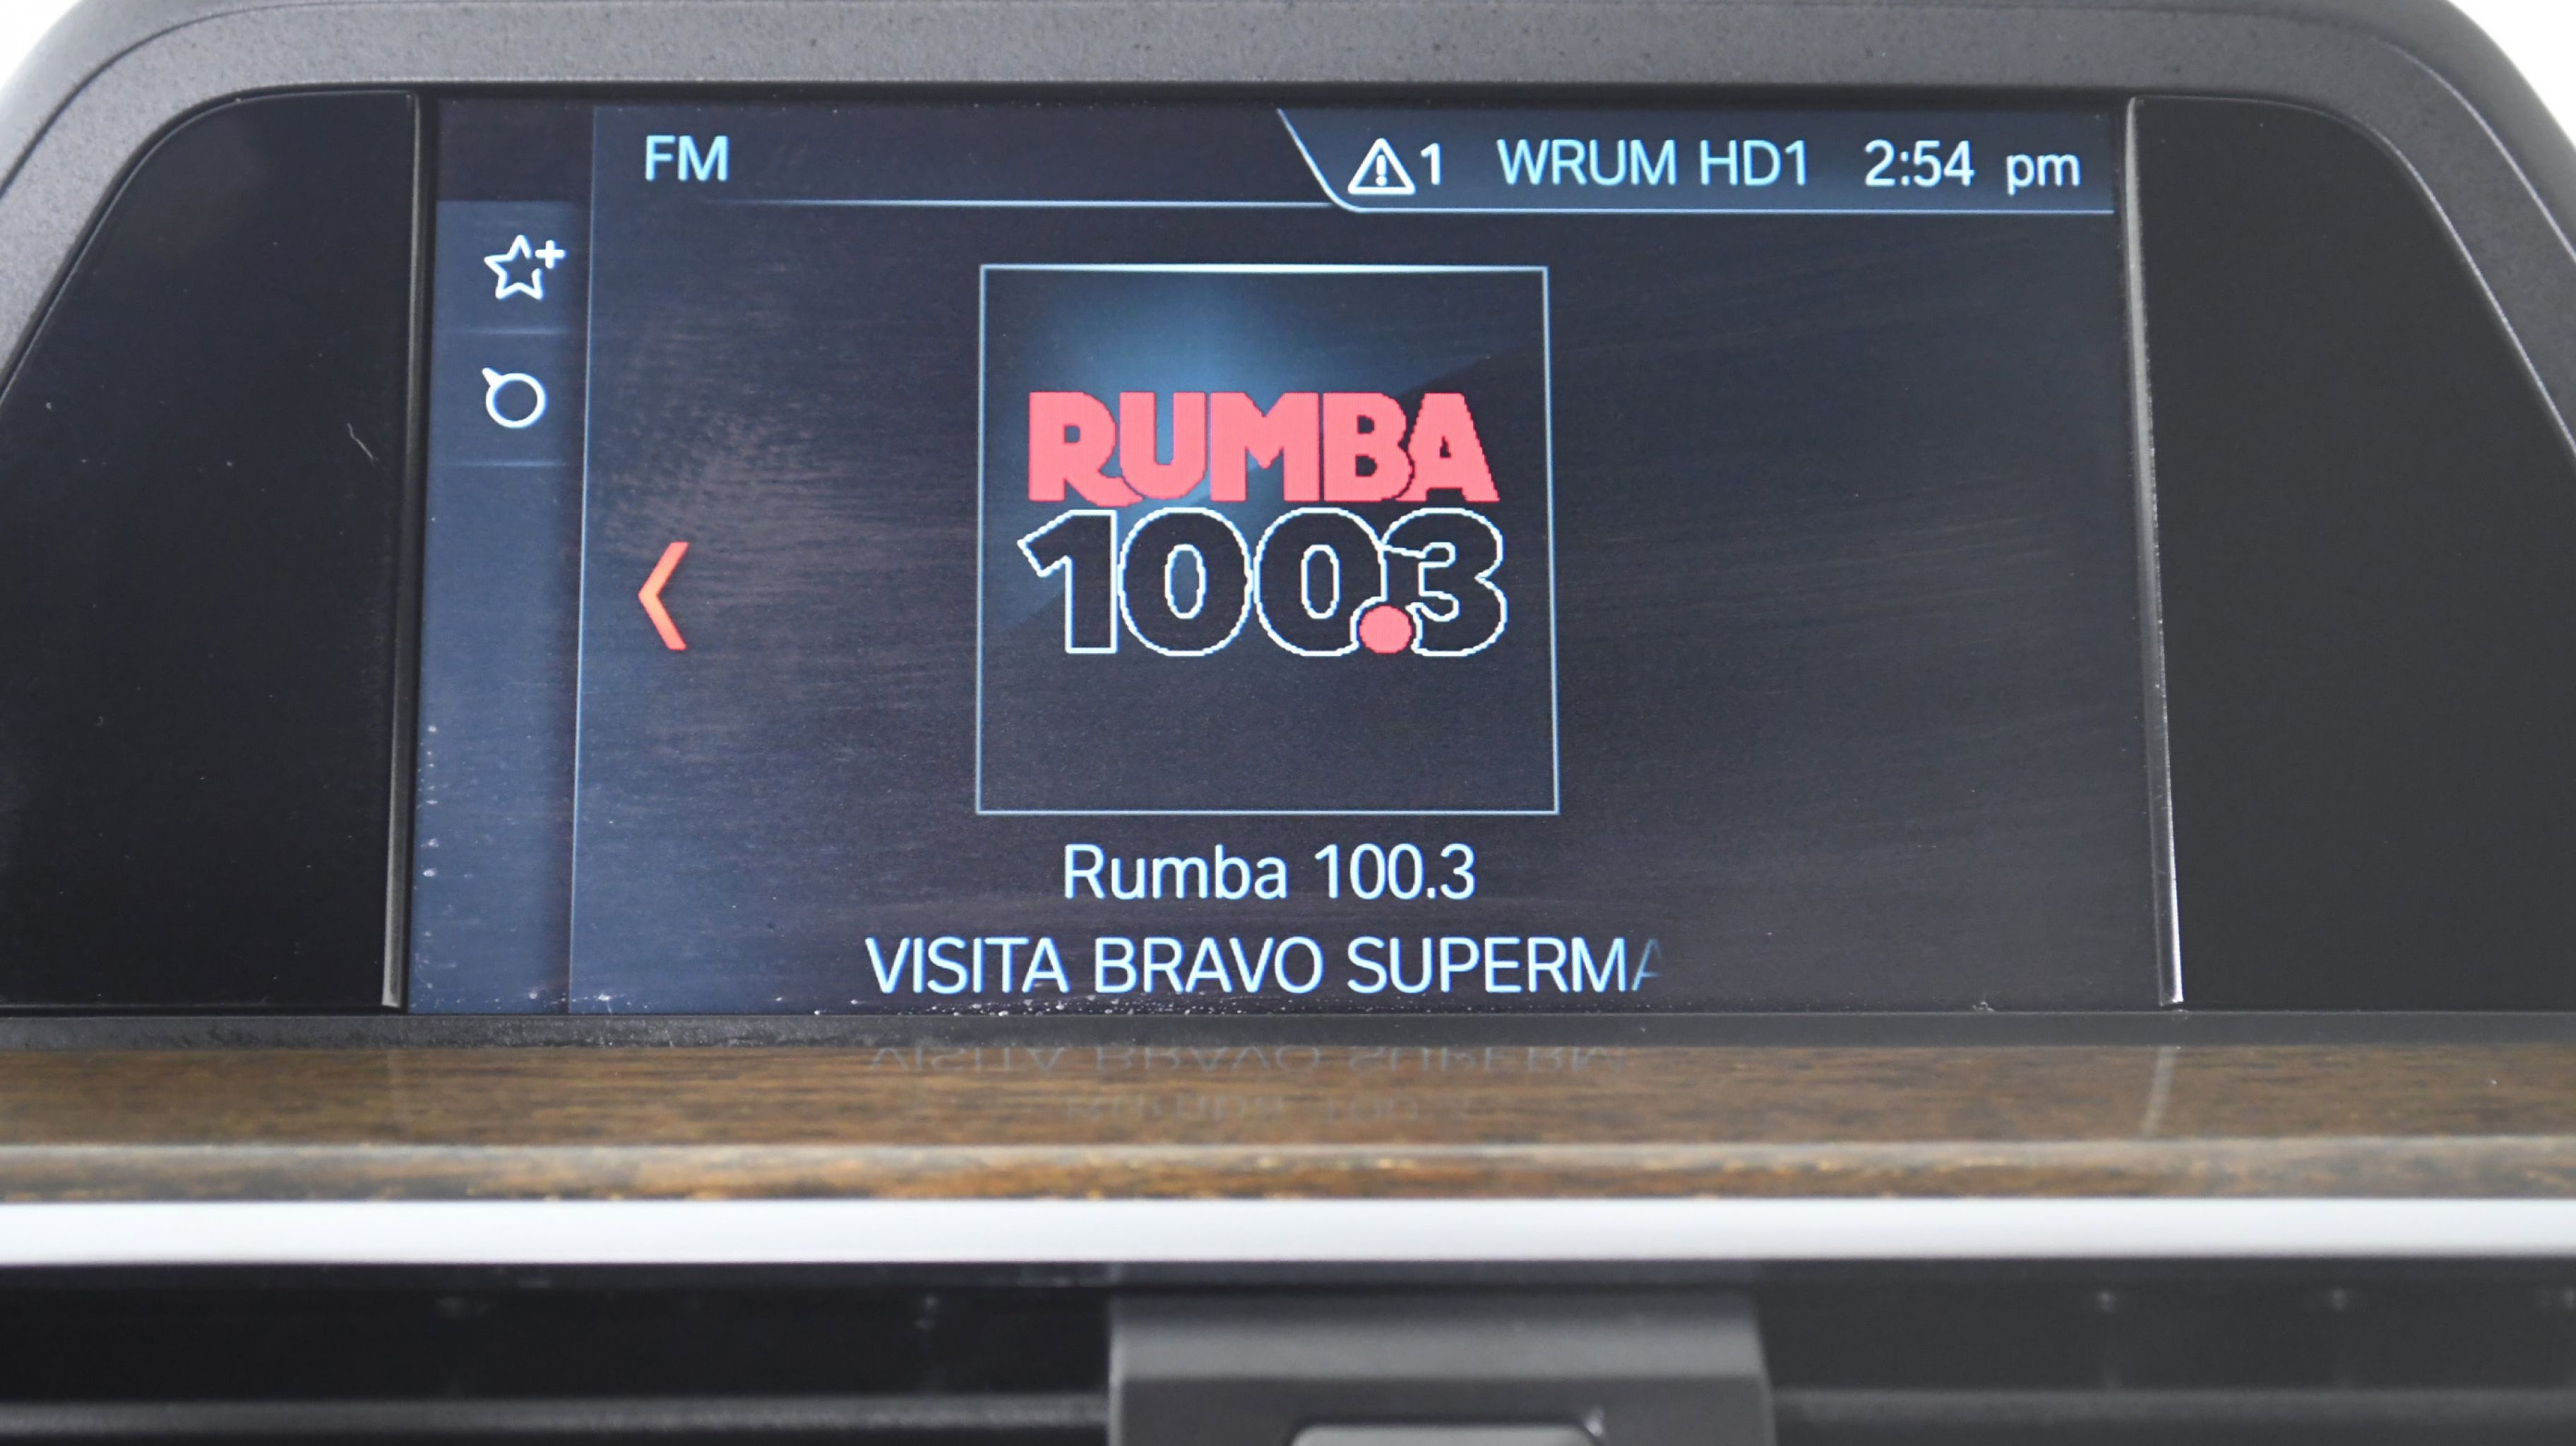 FM
1 WRUM HD1 2:54 pm
RUMBA
100.3
Rumba 100.3
VISITA BRAVO SUPERMA